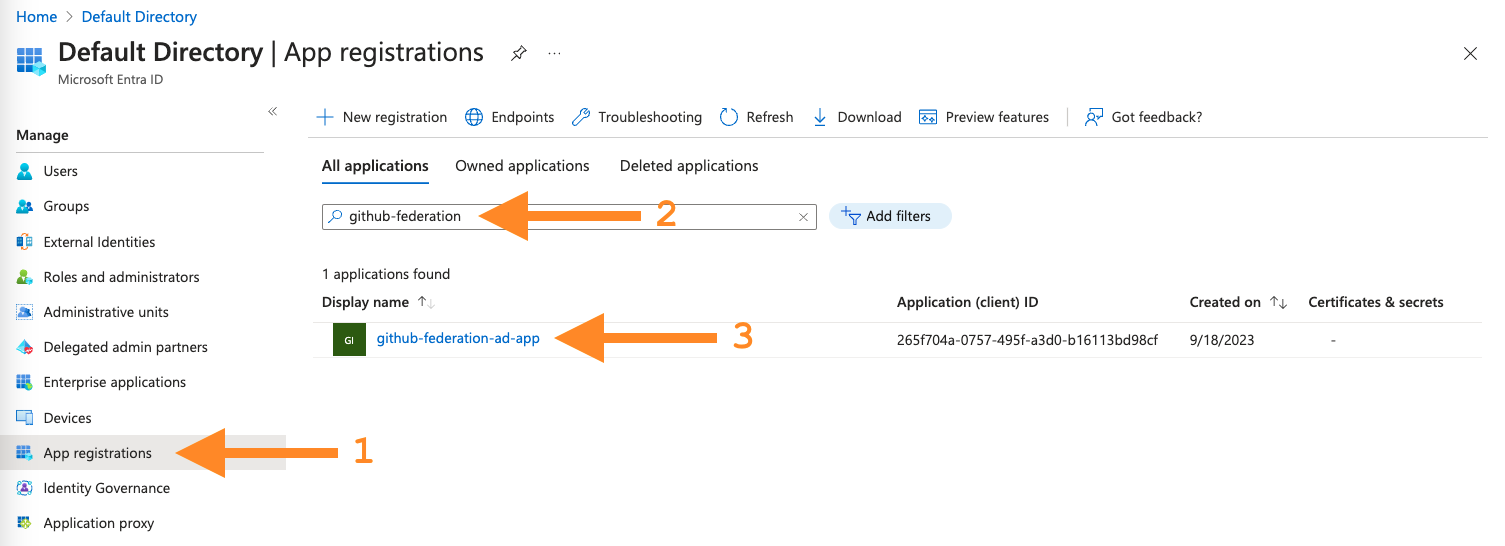 Home > Default Directory
Default Directory | App registrations ...
Microsoft Entra ID
«
Manage
Users
Groups
External Identities
Roles and administrators
Administrative units
Delegated admin partners
Enterprise applications
Devices
App registrations
1
Identity Governance
Application proxy
New registration Endpoints Troubleshooting Refresh Download Preview features Got feedback?
All applications Owned applications Deleted applications
github-federation 2 Add filters
1 applications found
Display name Application (client) ID Created on Certificates & secrets
GI github-federation-ad-app 3 265f704a-0757-495f-a3d0-b16113bd98cf 9/18/2023 -